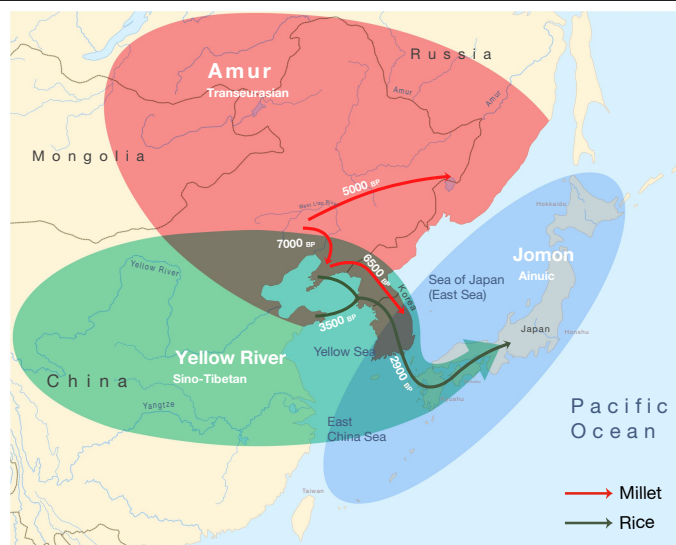 Russia
Amur
Transeurasian
Amur
Amur
Mongolia
5000 BP
West Liao River
7000 BP
6500 BP
Hokkaido
Jomon
Ainuic
Yellow River
Korea
Sea of Japan
(East Sea)
3500 BP
Japan
Honshu
Yellow River
Sino-Tibetan
Yellow Sea
2900 BP
China
Yangtze
East
China Sea
Pacific
Ocean
Taiwan
Millet
Rice